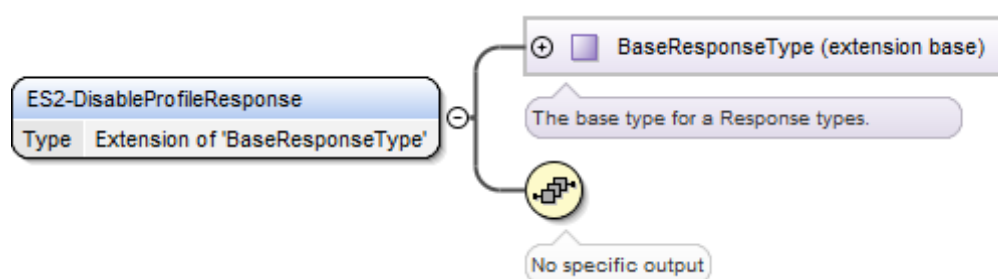 BaseResponseType (extension base)
ES2-DisableProfileResponse
The base type for a Response types.
Type Extension of 'BaseResponseType'
No specific output